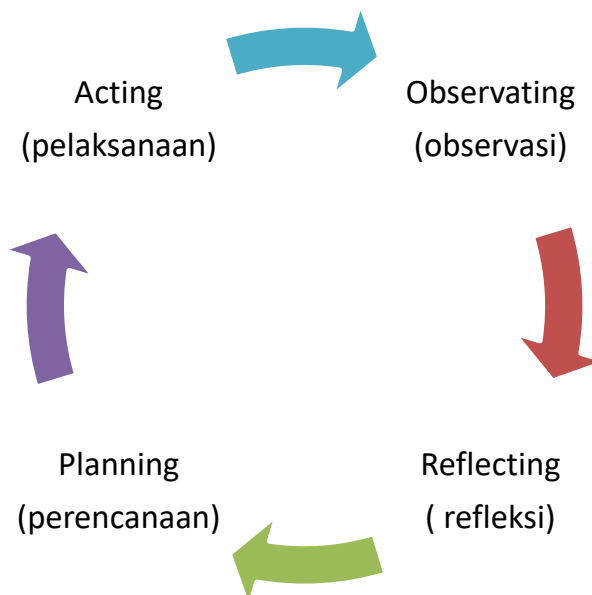 Acting
(pelaksanaan)
Observating
(observasi)
Planning
(perencanaan)
Reflecting
( refleksi)